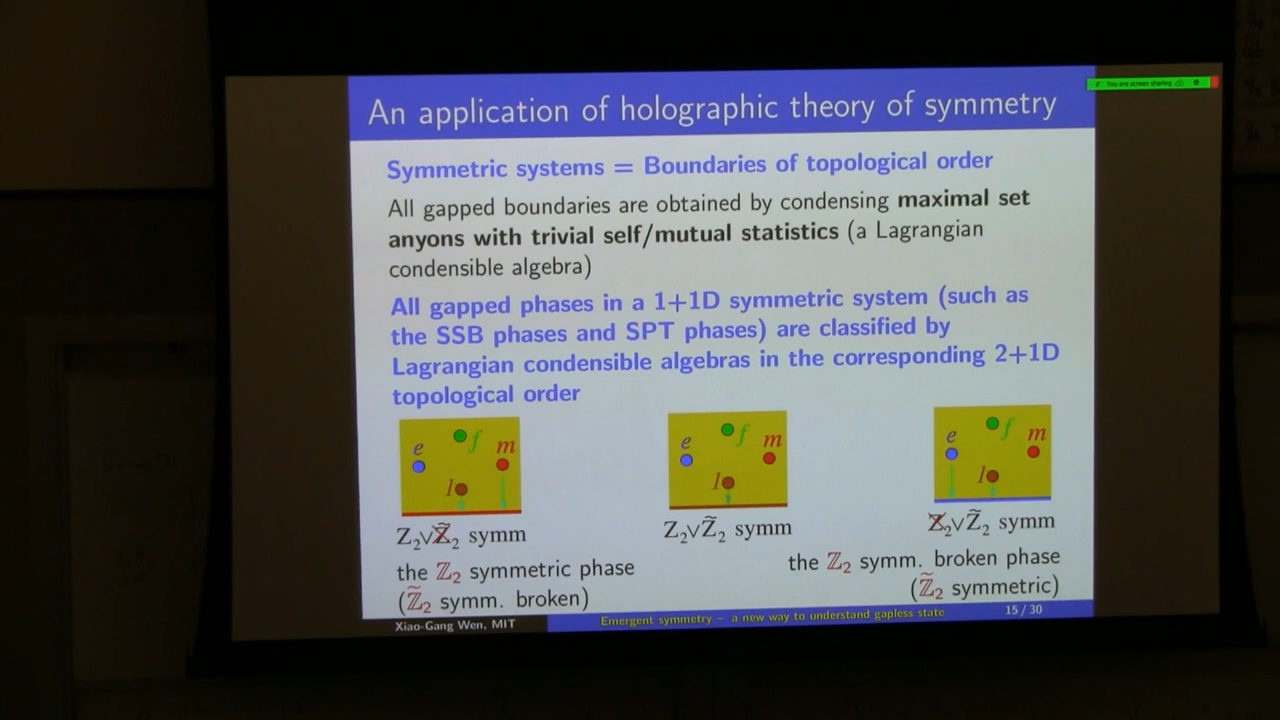 You are screen sharing
An application of holographic theory of symmetry
Symmetric systems = Boundaries of topological order
All gapped boundaries are obtained by condensing maximal set
anyons with trivial self/mutual statistics (a Lagrangian
condensible algebra)
All gapped phases in a 1+1D symmetric system (such as
the SSB phases and SPT phases) are classified by
Lagrangian condensible algebras in the corresponding 2+1D
topological order
e f m 1
e f m 1
e f m 1
Z₂∨Z̃₂ symm
Z₂∨Z̃₂ symm
Z₂∨Z̃₂ symm
the ℤ₂ symmetric phase
(ℤ̃₂ symm. broken)
the ℤ₂ symm. broken phase
(ℤ̃₂ symmetric)
Xiao-Gang Wen, MIT
Emergent symmetry – a new way to understand gapless state
15 / 30